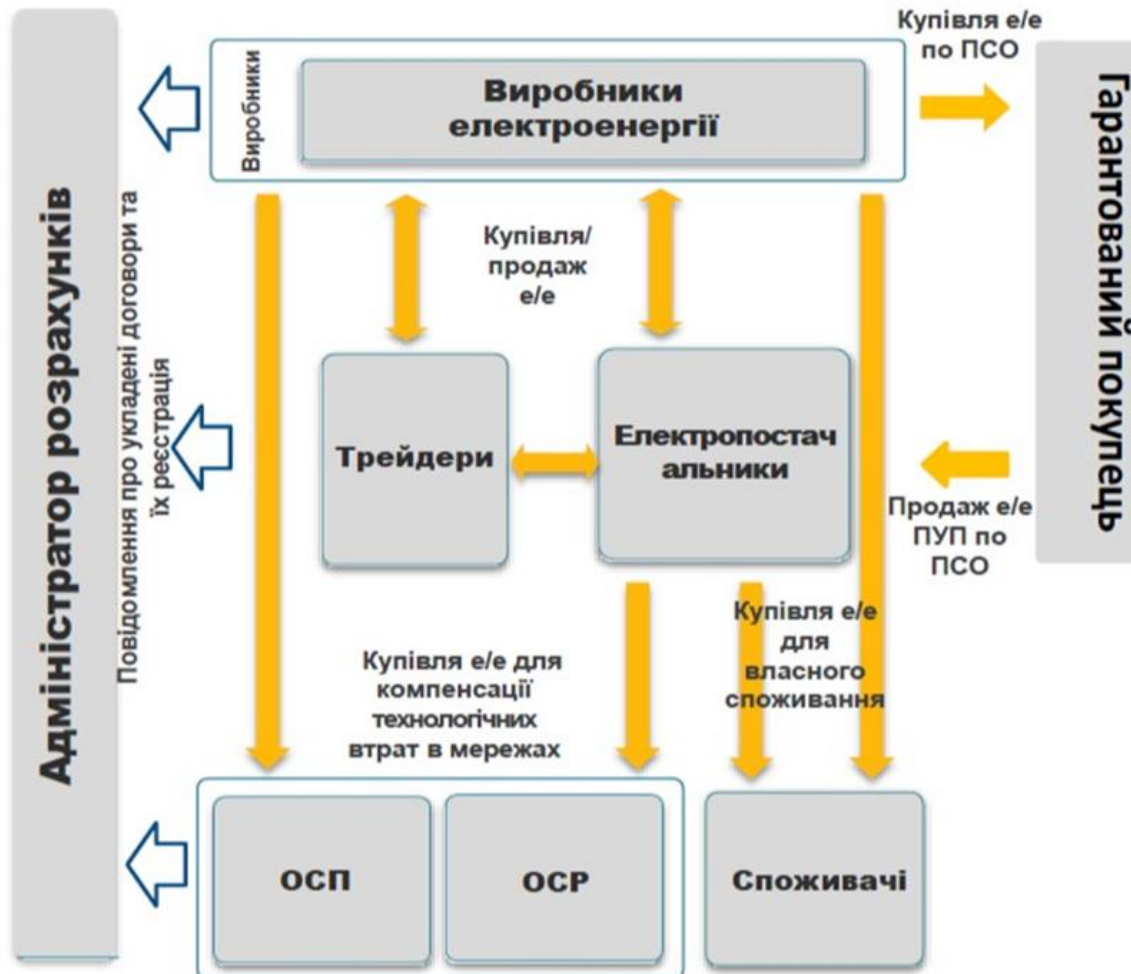 Купівля е/е
по ПСО
Виробники
Виробники
електроенергії
Гарантований покупець
Адміністратор розрахунків
Повідомлення про укладені договори та
їх реєстрація
Купівля/
продаж
е/е
Трейдери
Електропостач
альники
Продаж е/е
ПУП по
ПСО
Купівля е/е для
компенсації
технологічних
втрат в мережах
Купівля е/е
для
власного
споживання
ОСП
ОСР
Споживачі